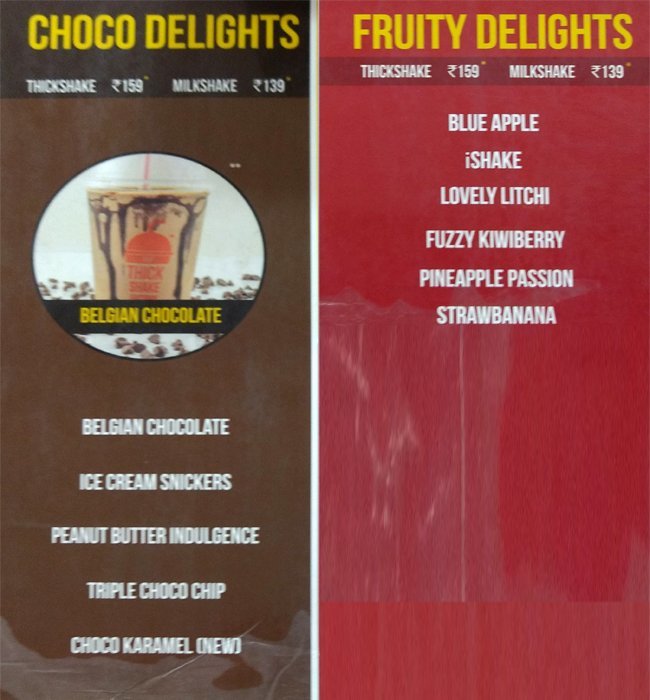 CHOCO DELIGHTS
THICKSHAKE ₹159* MILKSHAKE ₹139*
THICK
SHAKE
BELGIAN CHOCOLATE
BELGIAN CHOCOLATE
ICE CREAM SNICKERS
PEANUT BUTTER INDULGENCE
TRIPLE CHOCO CHIP
CHOCO KARAMEL (NEW)
FRUITY DELIGHTS
THICKSHAKE ₹159* MILKSHAKE ₹139*
BLUE APPLE
iSHAKE
LOVELY LITCHI
FUZZY KIWIBERRY
PINEAPPLE PASSION
STRAWBANANA